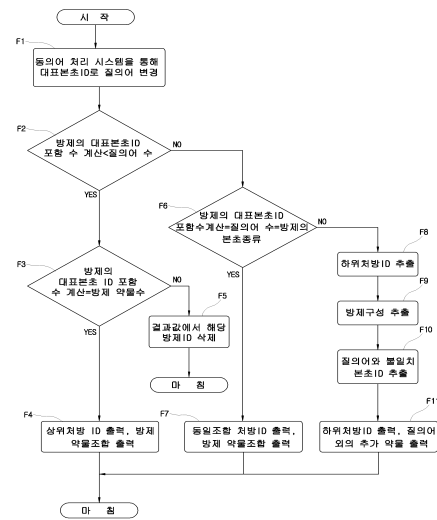 시 작
F1
동의어 처리 시스템을 통해
대표본초ID로 질의어 변경
F2
방제의 대표본초ID
포함 수 계산<질의어 수
NO
YES
F6
방제의 대표본초ID
포함수계산=질의어 수=방제의
본초종류
NO
YES
F3
방제의
대표본초 ID 포함
수 계산=방제 약물수
NO
YES
F5
결과값에서 해당
방제ID 삭제
마 침
F8
하위처방ID 추출
F9
방제구성 추출
F10
질의어와 불일치
본초ID 추출
F4
상위처방 ID 출력, 방제
약물조합 출력
F7
동일조합 처방ID 출력,
방제 약물조합 출력
F11
하위처방ID 출력, 질의어
외의 추가 약물 출력
마 침